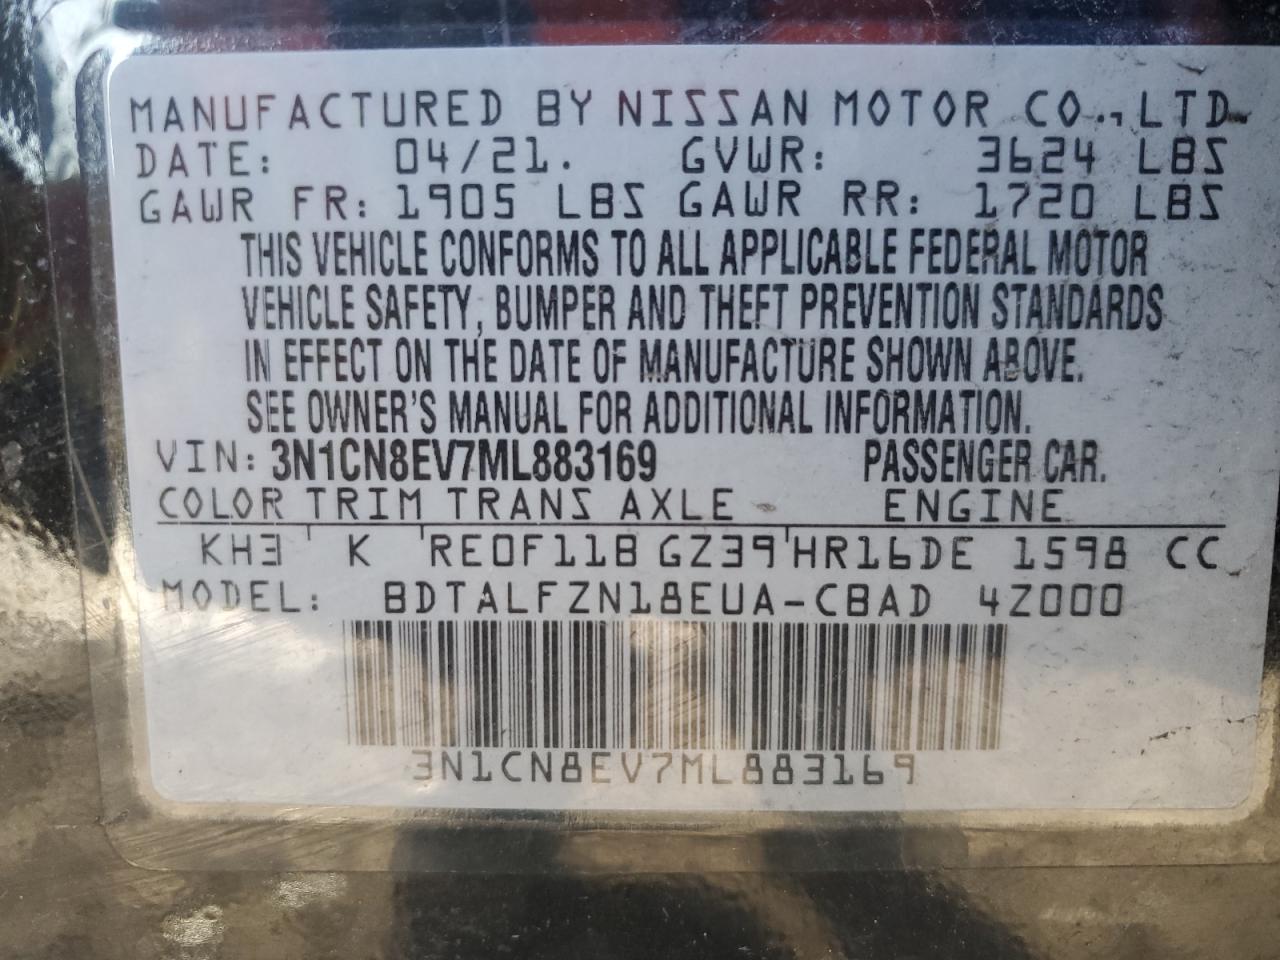 MANUFACTURED BY NISSAN MOTOR CO., LTD.
DATE: 04/21. GVWR: 3624 LBS
GAWR FR: 1905 LBS GAWR RR: 1720 LBS
THIS VEHICLE CONFORMS TO ALL APPLICABLE FEDERAL MOTOR
VEHICLE SAFETY, BUMPER AND THEFT PREVENTION STANDARDS
IN EFFECT ON THE DATE OF MANUFACTURE SHOWN ABOVE.
SEE OWNER'S MANUAL FOR ADDITIONAL INFORMATION.
VIN: 3N1CN8EV7ML883169 PASSENGER CAR.
COLOR TRIM TRANS AXLE ENGINE
KH3 K RE0F11B GZ39 HR16DE 1598 CC
MODEL: BDTALFZN18EUA-CBAD 4Z000
3N1CN8EV7ML883169